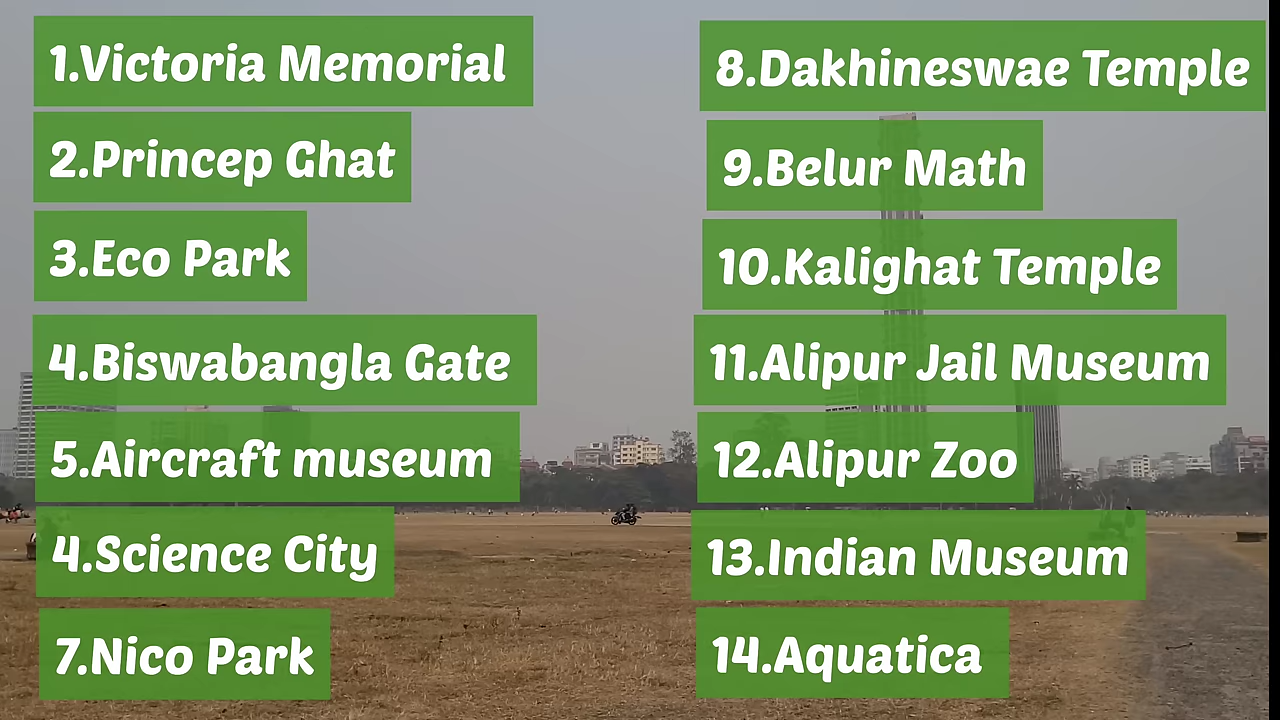 1.Victoria Memorial
2.Princep Ghat
3.Eco Park
4.Biswabangla Gate
5.Aircraft museum
4.Science City
7.Nico Park
8.Dakhineswae Temple
9.Belur Math
10.Kalighat Temple
11.Alipur Jail Museum
12.Alipur Zoo
13.Indian Museum
14.Aquatica